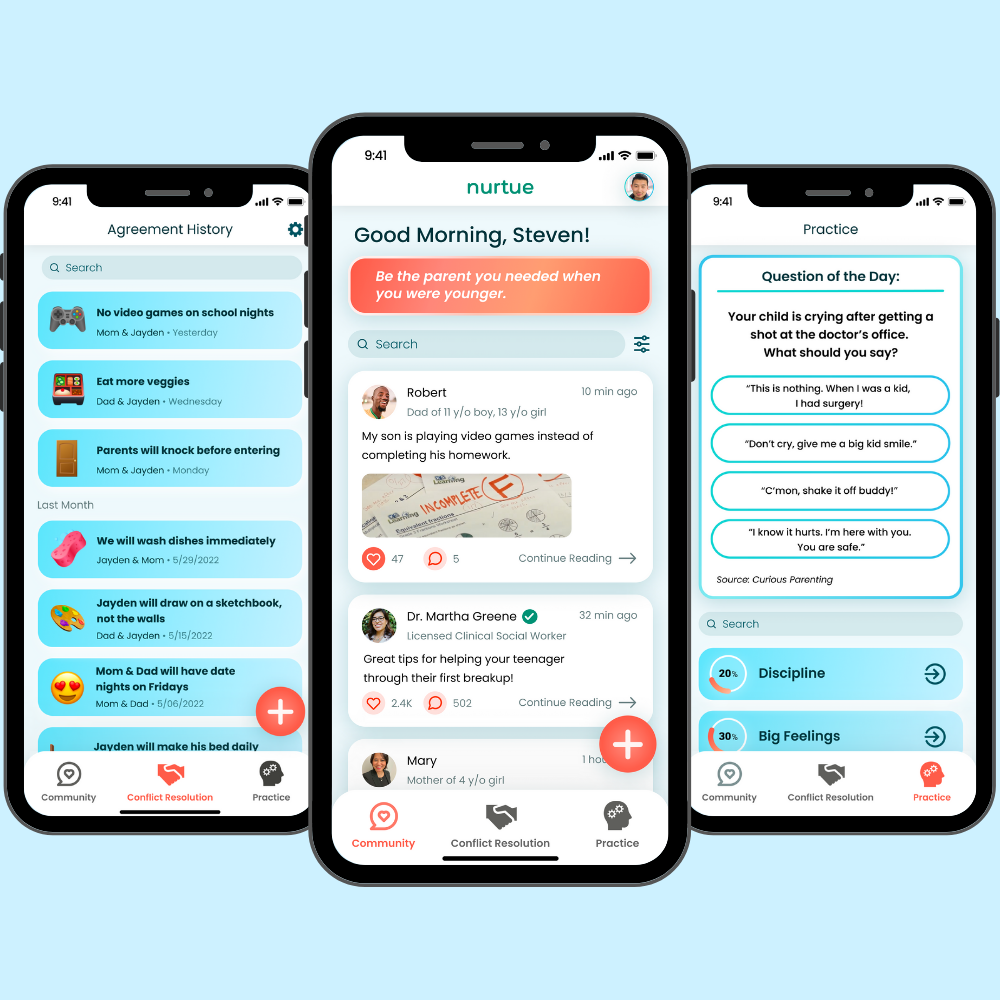 9:41
Agreement History
Search
No video games on school nights
Mom & Jayden • Yesterday
Eat more veggies
Dad & Jayden • Wednesday
Parents will knock before entering
Mom & Jayden • Monday
Last Month
We will wash dishes immediately
Jayden & Mom • 5/29/2022
Jayden will draw on a sketchbook,
not the walls
Dad & Jayden • 5/15/2022
Mom & Dad will have date
nights on Fridays
Mom & Dad • 5/06/2022
Jayden will make his bed daily
Community
Conflict Resolution
Practice
9:41
nurtue
Good Morning, Steven!
Be the parent you needed when
you were younger.
Search
Robert
10 min ago
Dad of 11 y/o boy, 13 y/o girl
My son is playing video games instead of
completing his homework.
Learning
INCOMPLETE F
Learning
Equivalent fractions
47
5
Continue Reading
Dr. Martha Greene
32 min ago
Licensed Clinical Social Worker
Great tips for helping your teenager
through their first breakup!
2.4K
502
Continue Reading
Mary
1 hou
Mother of 4 y/o girl
Community
Conflict Resolution
Practice
9:41
Practice
Question of the Day:
Your child is crying after getting a
shot at the doctor’s office.
What should you say?
“This is nothing. When I was a kid,
I had surgery!
“Don’t cry, give me a big kid smile.”
“C’mon, shake it off buddy!”
“I know it hurts. I’m here with you.
You are safe.”
Source: Curious Parenting
Search
20%
Discipline
30%
Big Feelings
Community
Conflict Resolution
Practice